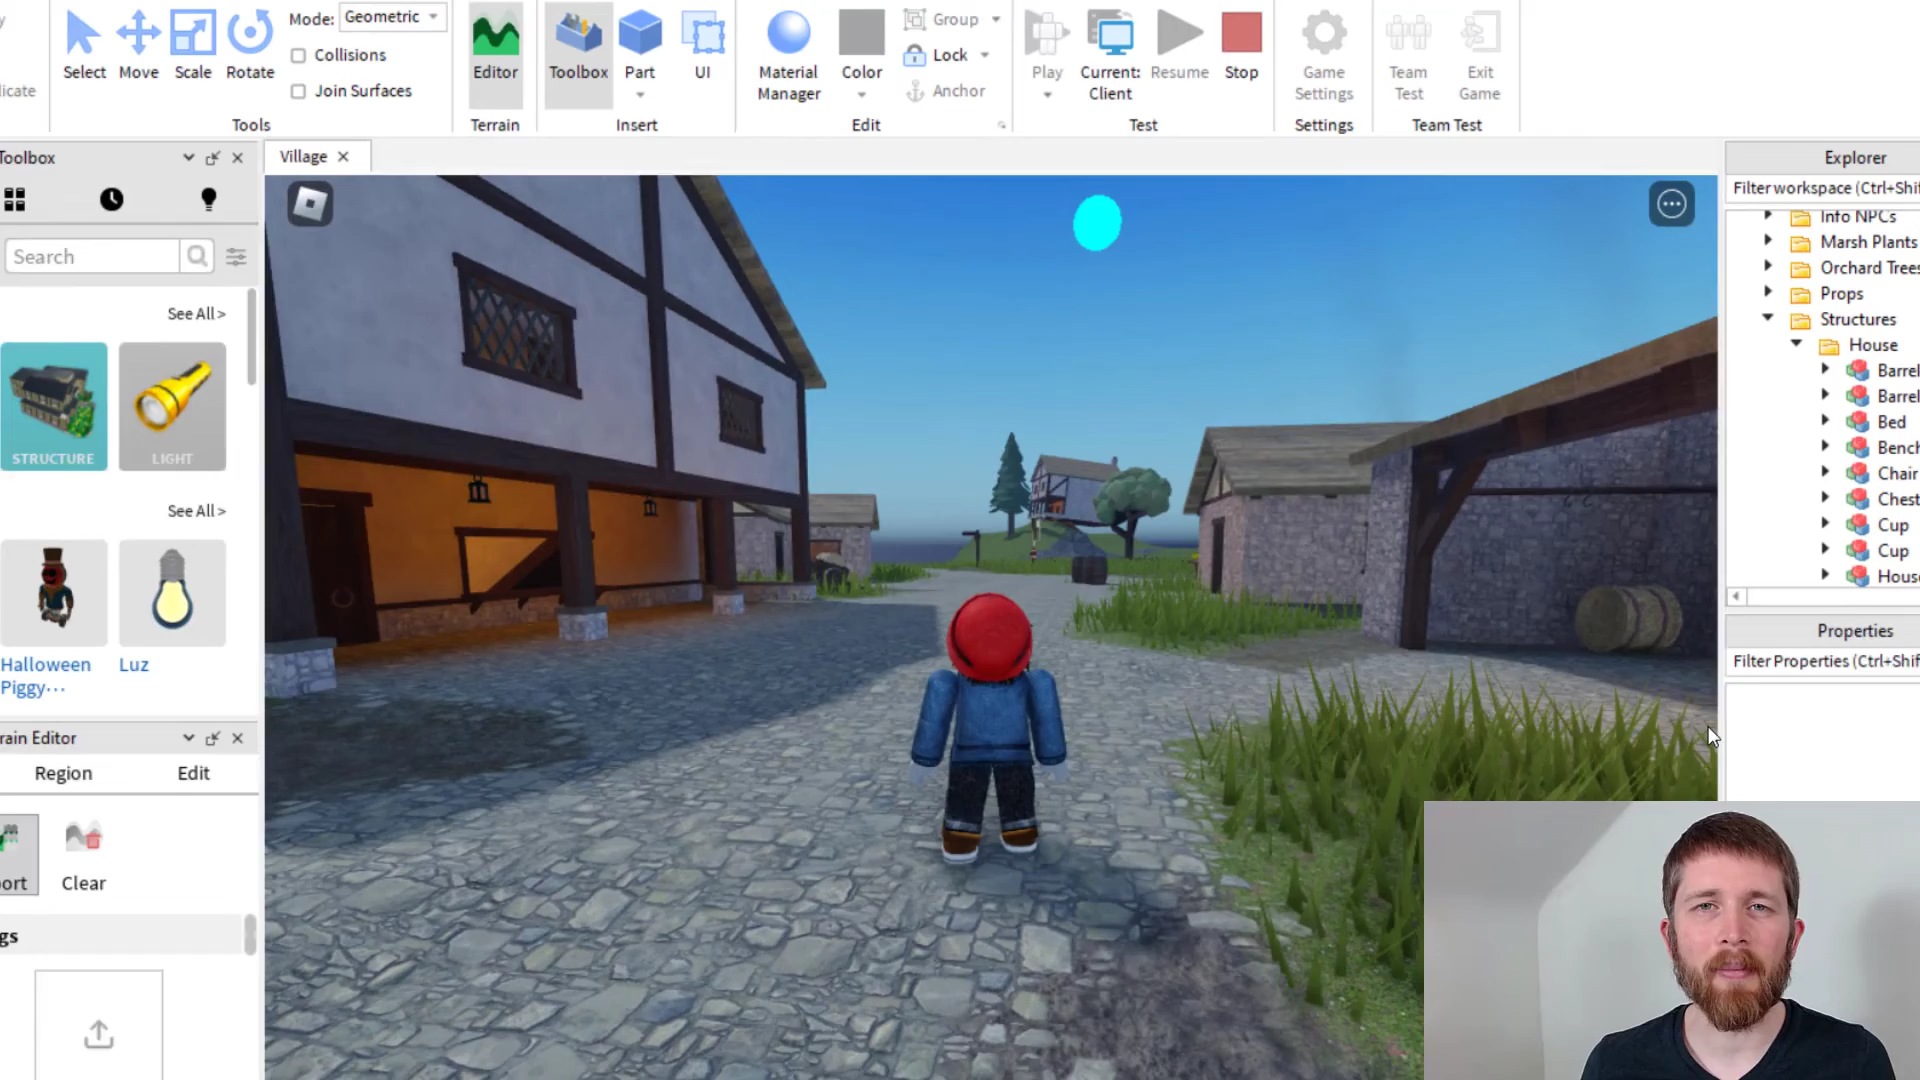 icate
Select
Move
Scale
Rotate
Mode: Geometric
Collisions
Join Surfaces
Tools
Editor
Terrain
Toolbox
Part
UI
Insert
Material
Manager
Color
Group
Lock
Anchor
Edit
Play
Current:
Client
Resume
Stop
Test
Game
Settings
Settings
Team
Test
Exit
Game
Team Test
Toolbox
Search
See All >
STRUCTURE
LIGHT
See All >
Halloween
Piggy...
Luz
rain Editor
Region
Edit
ort
Clear
gs
Village
Explorer
Filter workspace (Ctrl+Shif
Info NPCs
Marsh Plants
Orchard Trees
Props
Structures
House
Barrel
Barrel
Bed
Bench
Chair
Chest
Cup
Cup
House
Properties
Filter Properties (Ctrl+Shif